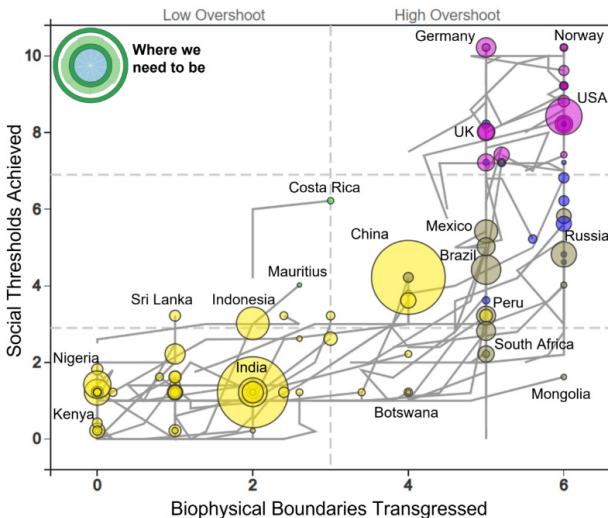 Low Overshoot
High Overshoot
Where we
need to be
Germany
Norway
USA
UK
Costa Rica
China
Mexico
Mauritius
Brazil
Russia
Sri Lanka
Indonesia
Peru
South Africa
Nigeria
India
Kenya
Botswana
Mongolia
Social Thresholds Achieved
10
8
6
4
2
0
0
2
4
6
Biophysical Boundaries Transgressed